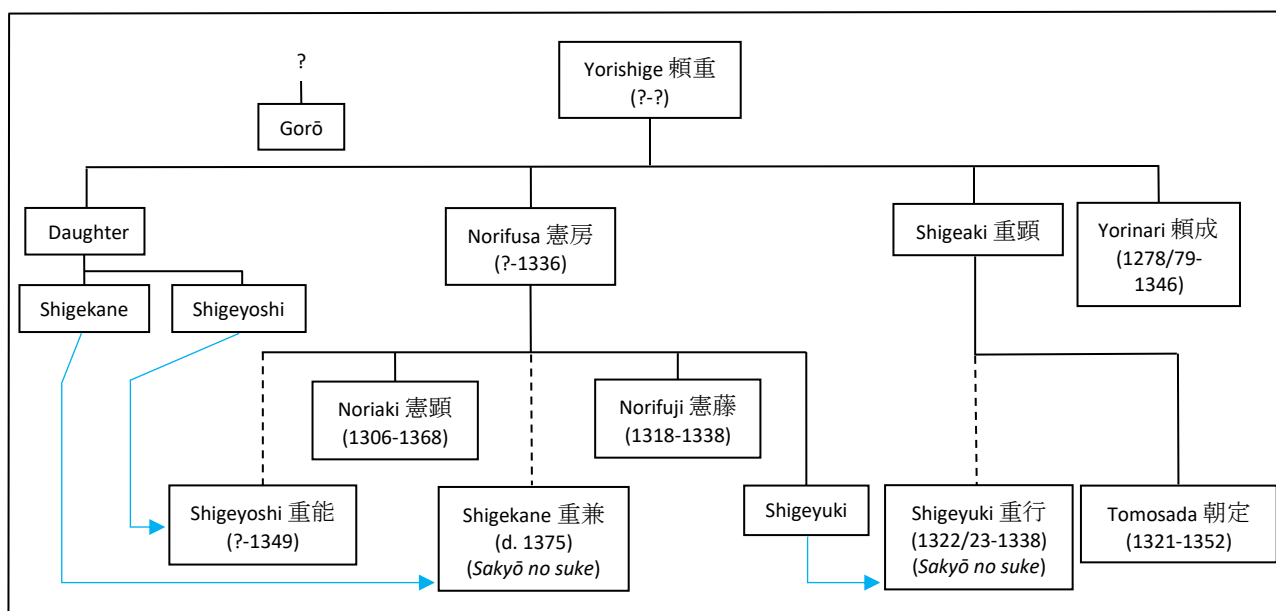 ?
Gorō
Yorishige 頼重
(?-?)
Daughter
Norifusa 憲房
(?-1336)
Shigeaki 重顕
Yorinari 頼成
(1278/79-
1346)
Shigekane
Shigeyoshi
Noriaki 憲顕
(1306-1368)
Norifuji 憲藤
(1318-1338)
Shigeyoshi 重能
(?-1349)
Shigekane 重兼
(d. 1375)
(Sakyō no suke)
Shigeyuki
Shigeyuki 重行
(1322/23-1338)
(Sakyō no suke)
Tomosada 朝定
(1321-1352)